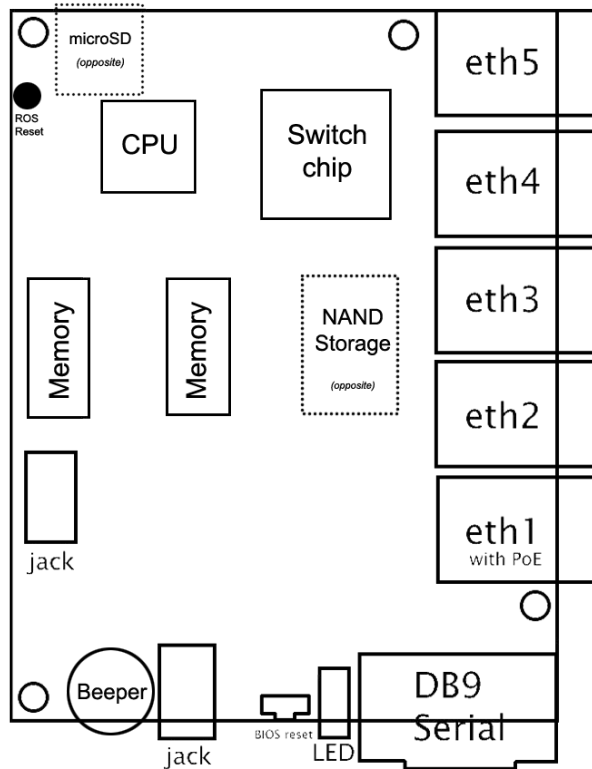 microSD
(opposite)
eth5
ROS
Reset
CPU
Switch
chip
eth4
Memory
Memory
NAND
Storage
(opposite)
eth3
eth2
jack
eth1
with PoE
Beeper
jack
BIOS reset
LED
DB9
Serial